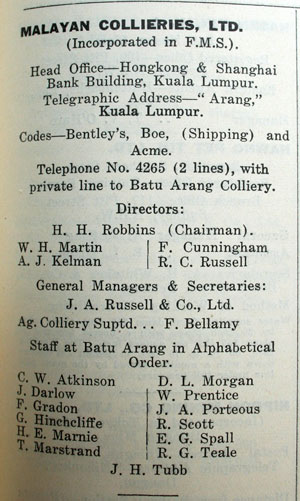 MALAYAN COLLIERIES, LTD.
(Incorporated in F.M.S.).
Head Office—Hongkong & Shanghai
Bank Building, Kuala Lumpur.
Telegraphic Address—“ Arang,”
Kuala Lumpur.
Codes—Bentley's, Boe, (Shipping) and
Acme.
Telephone No. 4265 (2 lines), with
private line to Batu Arang Colliery.
Directors:
H. H. Robbins (Chairman).
W. H. Martin | F. Cunningham
A. J. Kelman | R. C. Russell
General Managers & Secretaries:
J. A. Russell & Co., Ltd.
Ag. Colliery Suptd. . . F. Bellamy
Staff at Batu Arang in Alphabetical
Order.
C. W. Atkinson | D. L. Morgan
J. Darlow | W. Prentice
F. Gradon | J. A. Porteous
G. Hinchcliffe | R. Scott
H. E. Marnie | E. G. Spall
T. Marstrand | R. G. Teale
J. H. Tubb